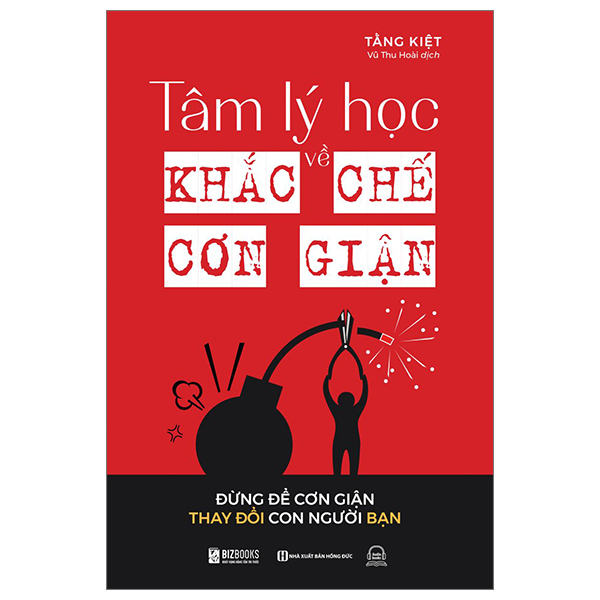 TẰNG KIỆT
Vũ Thu Hoài dịch
Tâm lý học
về
KHẮC CHẾ
CƠN GIẬN
ĐỪNG ĐỂ CƠN GIẬN
THAY ĐỔI CON NGƯỜI BẠN
BIZBOOKS
NHÀ XUẤT BẢN HỒNG ĐỨC